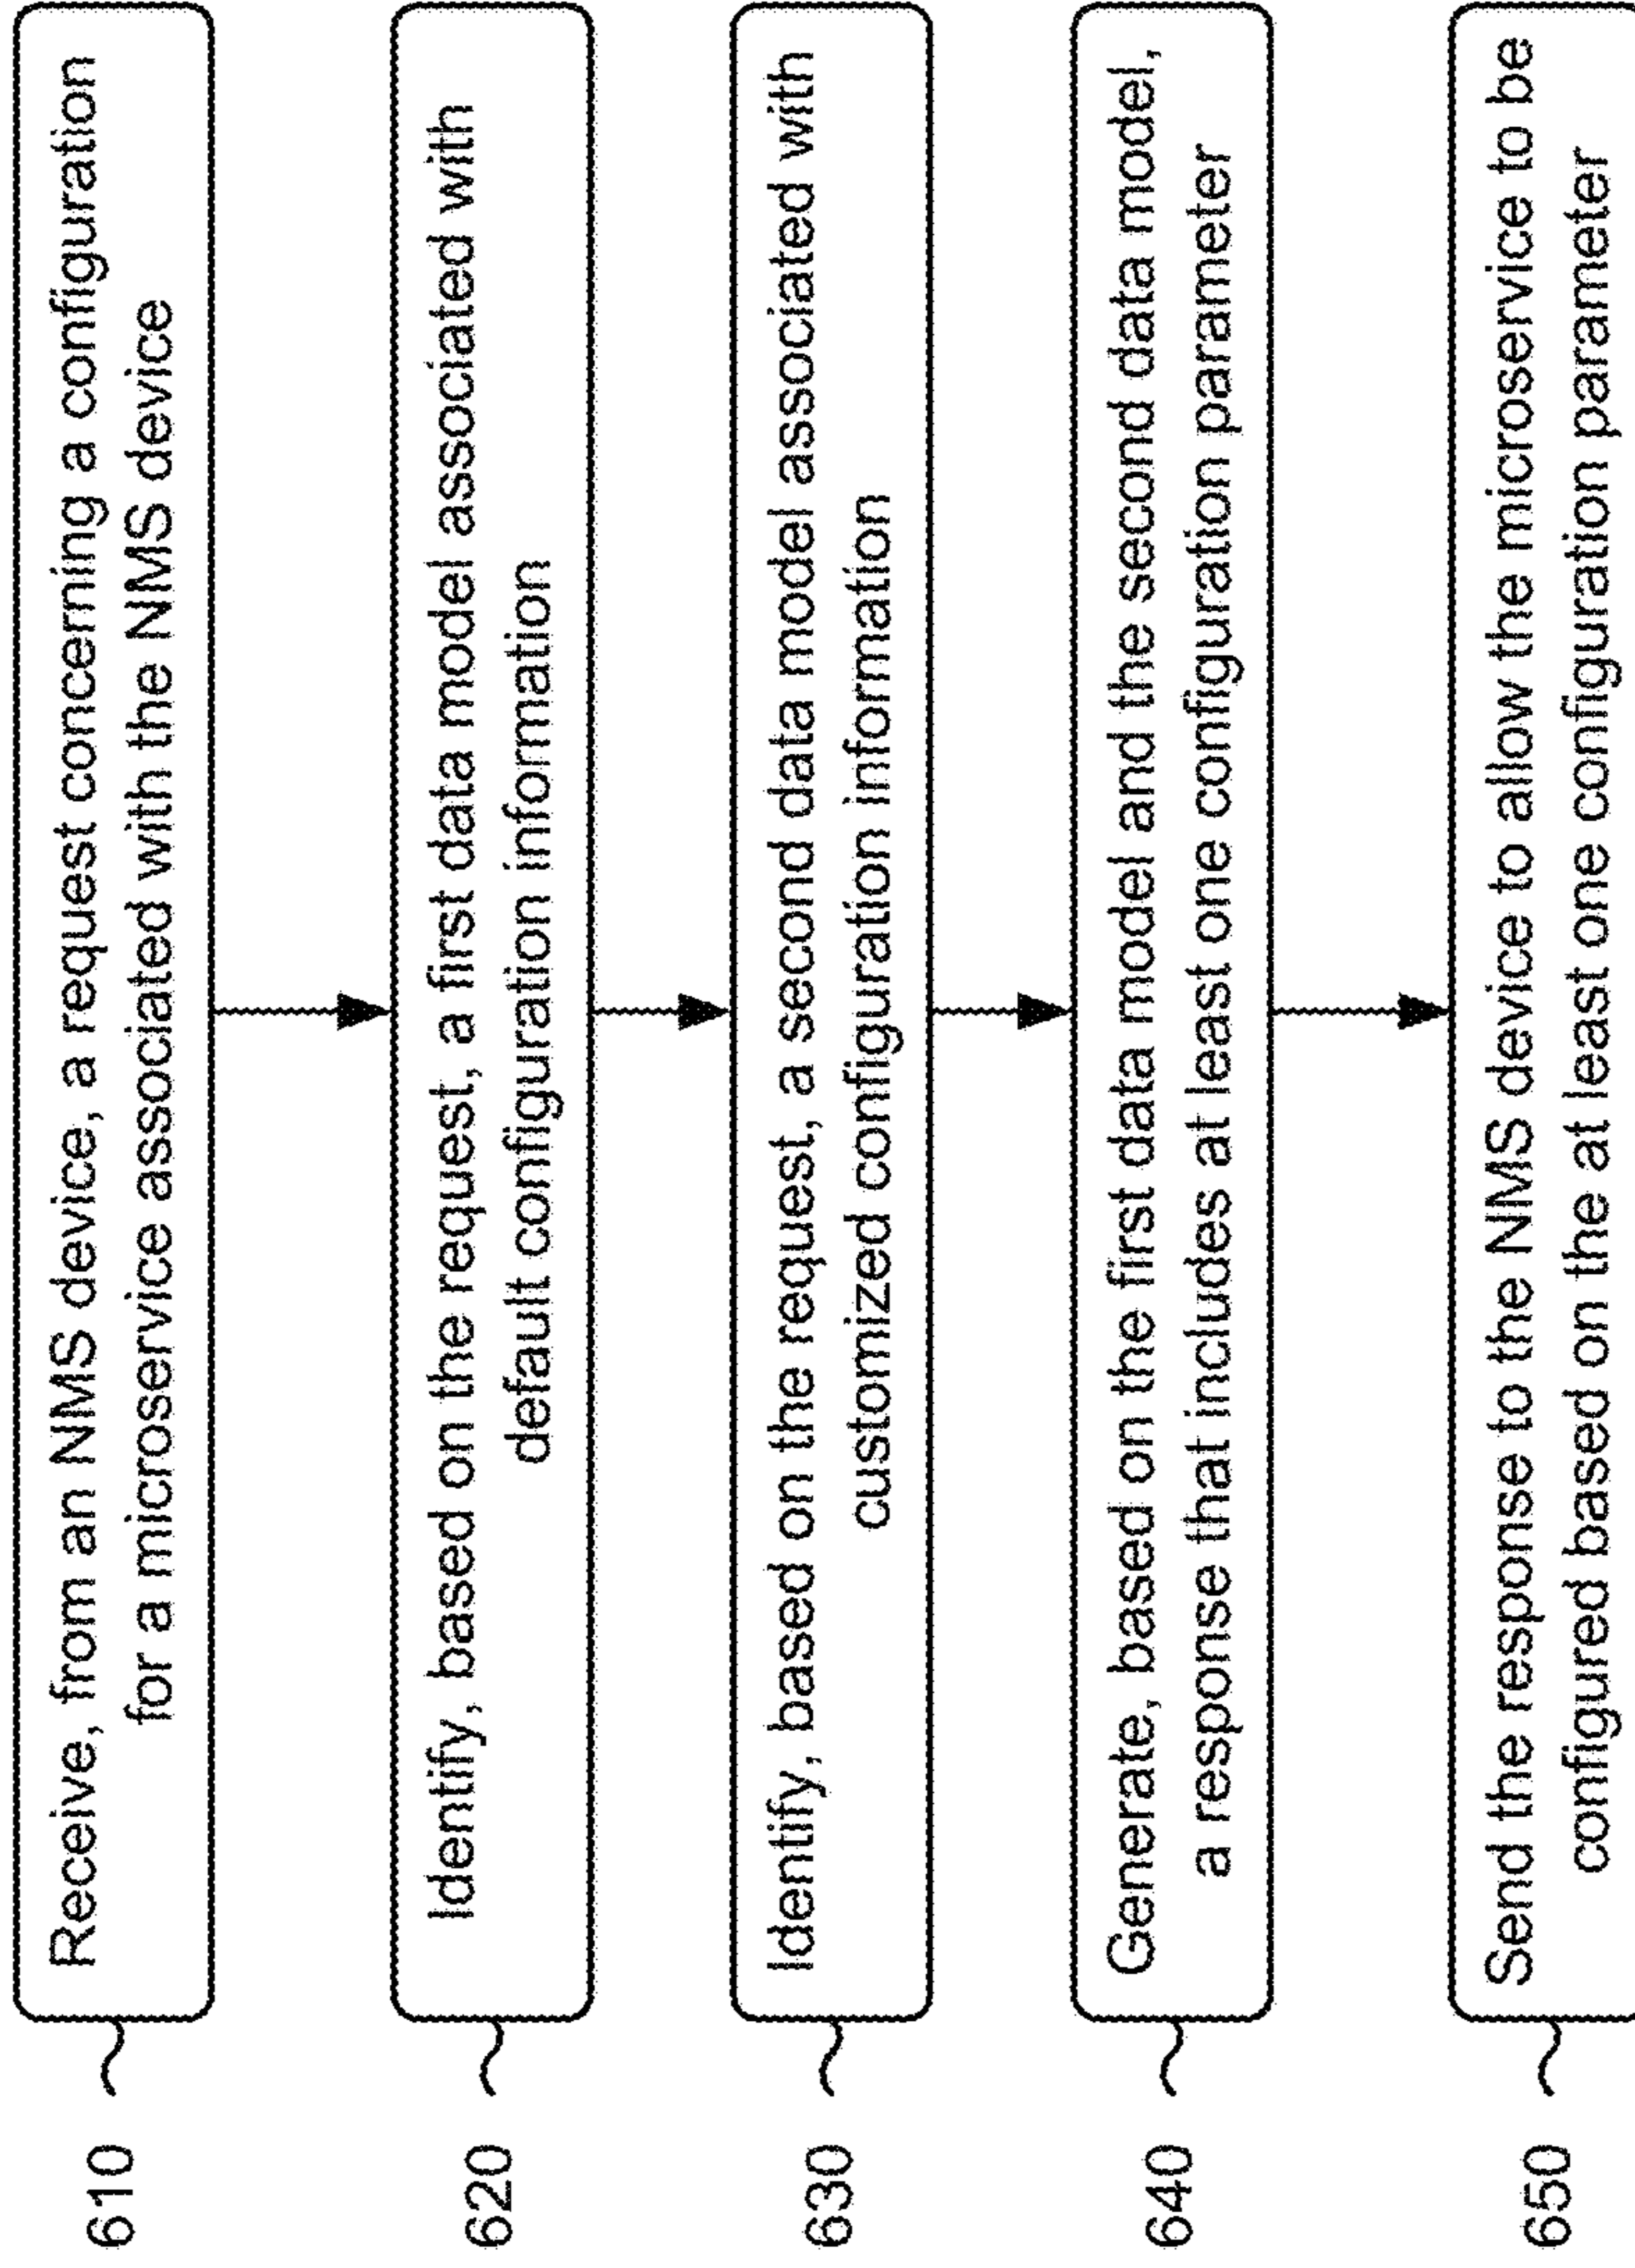 610
Receive, from an NMS device, a request concerning a configuration
for a microservice associated with the NMS device
620
Identify, based on the request, a first data model associated with
default configuration information
630
Identify, based on the request, a second data model associated with
customized configuration information
640
Generate, based on the first data model and the second data model,
a response that includes at least one configuration parameter
650
Send the response to the NMS device to allow the microservice to be
configured based on the at least one configuration parameter